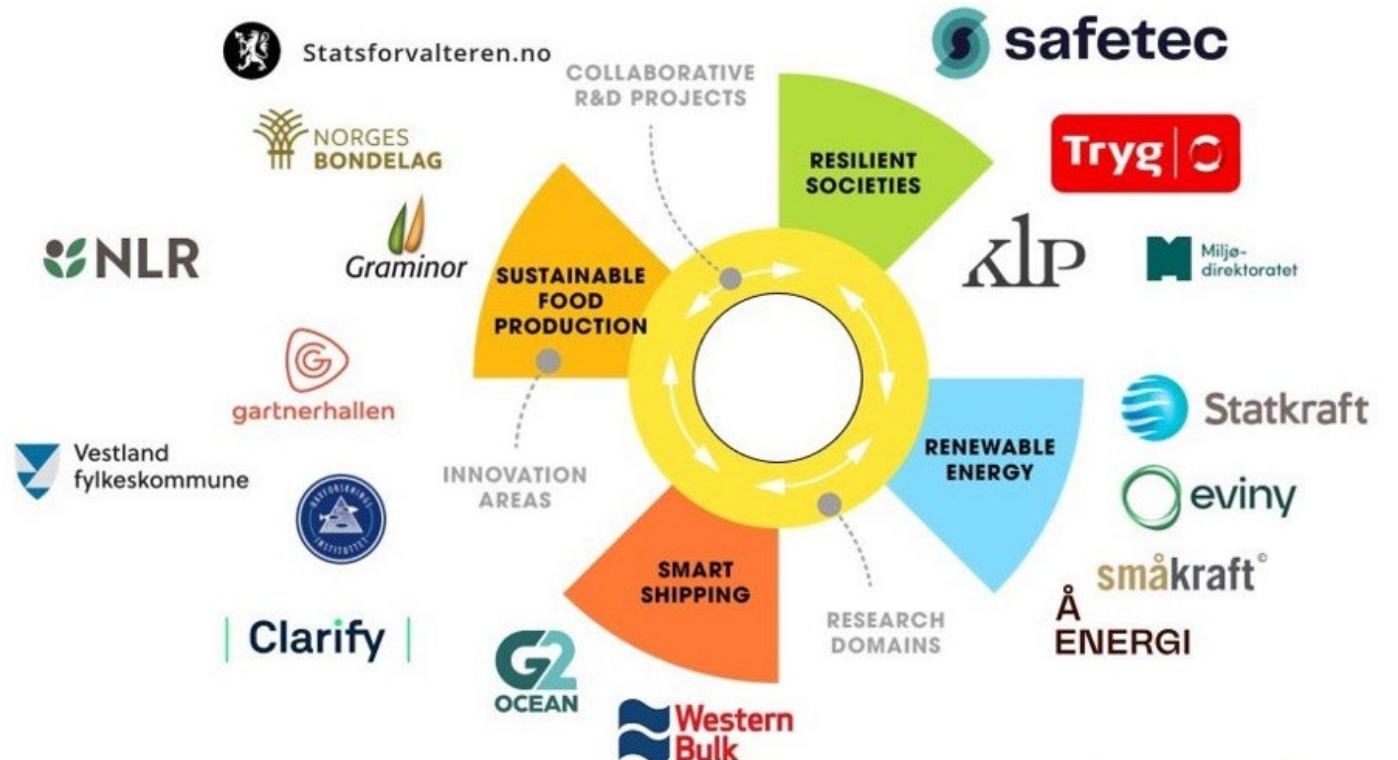 Statsforvalteren.no
safetec
COLLABORATIVE
R&D PROJECTS
NORGES
BONDELAG
Tryg
RESILIENT
SOCIETIES
NLR
Graminor
klp
Miljø-
direktoratet
SUSTAINABLE
FOOD
PRODUCTION
G
gartnerhallen
Statkraft
Vestland
fylkeskommune
INNOVATION
AREAS
RENEWABLE
ENERGY
eviny
HAVFORSKNINGS
INSTITUTTET
SMART
SHIPPING
småkraft©
Å
ENERGI
RESEARCH
DOMAINS
Clarify
G2
OCEAN
Western
Bulk